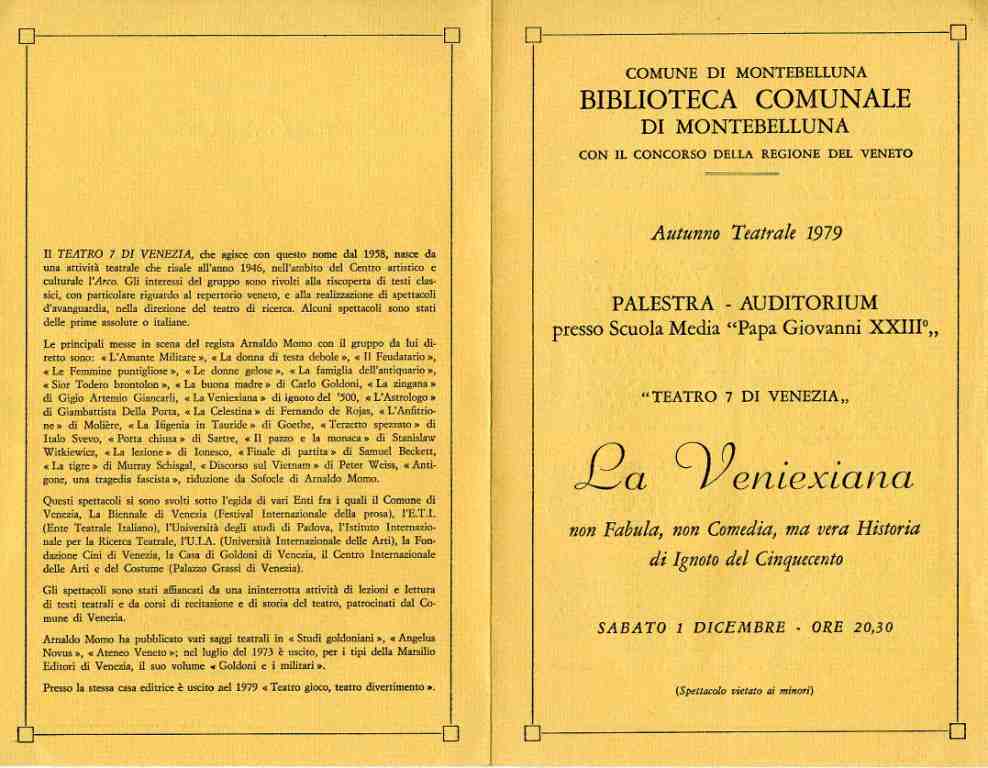 Il TEATRO 7 DI VENEZIA, che agisce con questo nome dal 1958, nasce da
una attività teatrale che risale all'anno 1946, nell'ambito del Centro artistico e
culturale l'Arco. Gli interessi del gruppo sono rivolti alla riscoperta di testi clas-
sici, con particolare riguardo al repertorio veneto, e alla realizzazione di spettacoli
d'avanguardia, nella direzione del teatro di ricerca. Alcuni spettacoli sono stati
delle prime assolute o italiane.
Le principali messe in scena del regista Arnaldo Momo con il gruppo da lui di-
retto sono: « L'Amante Militare », « La donna di testa debole », « Il Feudatario »,
« Le Femmine puntigliose », « Le donne gelose », « La famiglia dell'antiquario »,
« Sior Todero brontolon », « La buona madre » di Carlo Goldoni, « La zingana »
di Gigio Artemio Giancarli, « La Veniexiana » di ignoto del '500, « L'Astrologo »
di Giambattista Della Porta, « La Celestina » di Fernando de Rojas, « L'Anfitrio-
ne » di Molière, « La Ifigenia in Tauride » di Goethe, « Terzetto spezzato » di
Italo Svevo, « Porta chiusa » di Sartre, « Il pazzo e la monaca » di Stanislaw
Witkiewicz, « La lezione » di Ionesco, « Finale di partita » di Samuel Beckett,
« La tigre » di Murray Schisgal, « Discorso sul Vietnam » di Peter Weiss, « Anti-
gone, una tragedia fascista », riduzione da Sofocle di Arnaldo Momo.
Questi spettacoli si sono svolti sotto l'egida di vari Enti fra i quali il Comune di
Venezia, La Biennale di Venezia (Festival Internazionale della prosa), l'E.T.I.
(Ente Teatrale Italiano), l'Università degli studi di Padova, l'Istituto Internazio-
nale per la Ricerca Teatrale, l'U.I.A. (Università Internazionale delle Arti), la Fon-
dazione Cini di Venezia, la Casa di Goldoni di Venezia, il Centro Internazionale
delle Arti e del Costume (Palazzo Grassi di Venezia).
Gli spettacoli sono stati affiancati da una ininterrotta attività di lezioni e lettura
di testi teatrali e da corsi di recitazione e di storia del teatro, patrocinati dal Co-
mune di Venezia.
Arnaldo Momo ha pubblicato vari saggi teatrali in « Studi goldoniani », « Angelus
Novus », « Ateneo Veneto »; nel luglio del 1973 è uscito, per i tipi della Marsilio
Editori di Venezia, il suo volume « Goldoni e i militari ».
Presso la stessa casa editrice è uscito nel 1979 « Teatro gioco, teatro divertimento ».
COMUNE DI MONTEBELLUNA
BIBLIOTECA COMUNALE
DI MONTEBELLUNA
CON IL CONCORSO DELLA REGIONE DEL VENETO
Autunno Teatrale 1979
PALESTRA - AUDITORIUM
presso Scuola Media “Papa Giovanni XXIII°„
“TEATRO 7 DI VENEZIA„
La Veniexiana
non Fabula, non Comedia, ma vera Historia
di Ignoto del Cinquecento
SABATO 1 DICEMBRE - ORE 20,30
(Spettacolo vietato ai minori)